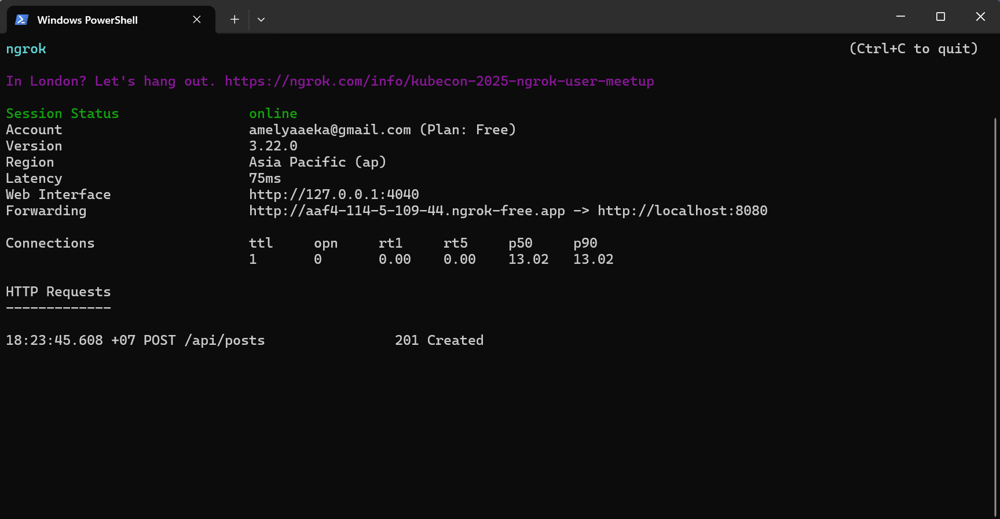 Windows PowerShell
ngrok (Ctrl+C to quit)
In London? Let's hang out. https://ngrok.com/info/kubecon-2025-ngrok-user-meetup
Session Status online
Account amelyaaeka@gmail.com (Plan: Free)
Version 3.22.0
Region Asia Pacific (ap)
Latency 75ms
Web Interface http://127.0.0.1:4040
Forwarding http://aaf4-114-5-109-44.ngrok-free.app -> http://localhost:8080
Connections ttl opn rt1 rt5 p50 p90
1 0 0.00 0.00 13.02 13.02
HTTP Requests
-------------
18:23:45.608 +07 POST /api/posts 201 Created